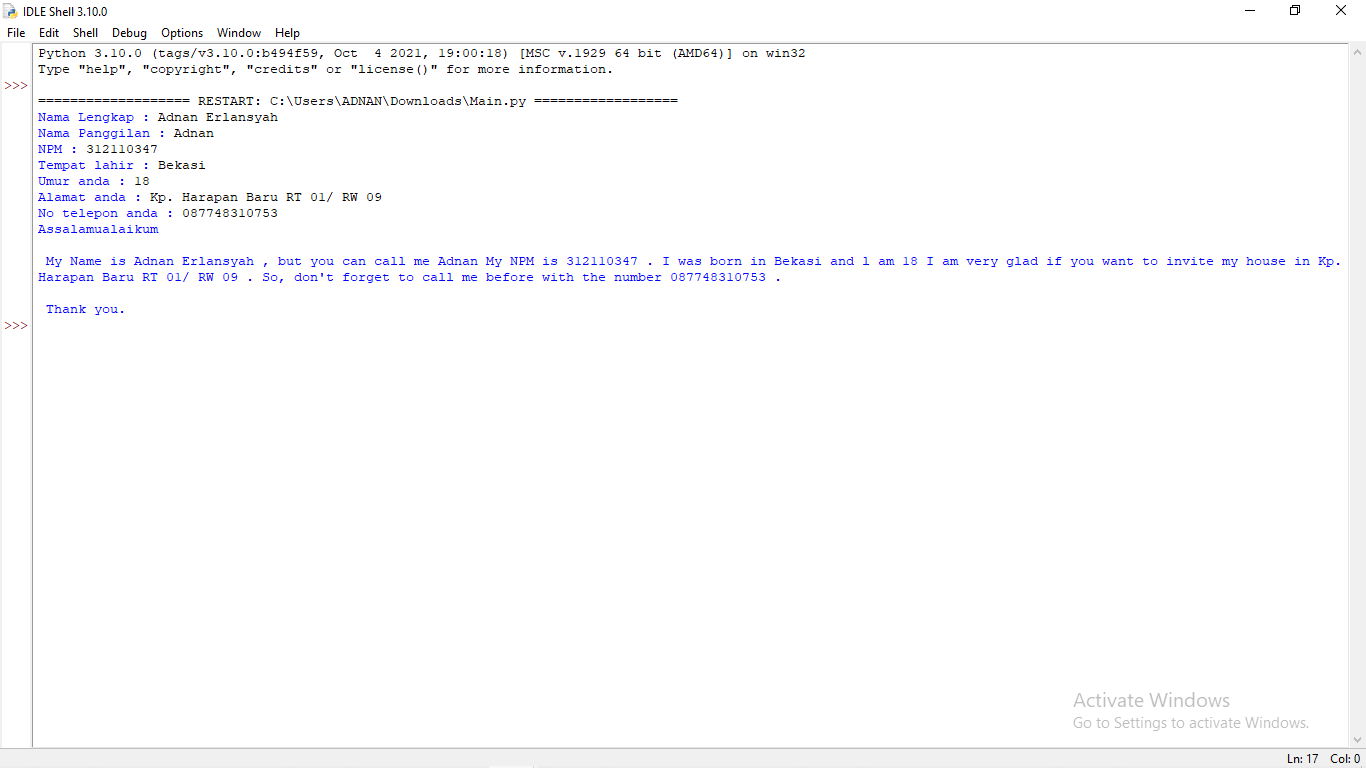 IDLE Shell 3.10.0
File Edit Shell Debug Options Window Help
Python 3.10.0 (tags/v3.10.0:b494f59, Oct  4 2021, 19:00:18) [MSC v.1929 64 bit (AMD64)] on win32
Type "help", "copyright", "credits" or "license()" for more information.
>>>
=================== RESTART: C:\Users\ADNAN\Downloads\Main.py ==================
Nama Lengkap : Adnan Erlansyah
Nama Panggilan : Adnan
NPM : 312110347
Tempat lahir : Bekasi
Umur anda : 18
Alamat anda : Kp. Harapan Baru RT 01/ RW 09
No telepon anda : 087748310753
Assalamualaikum
My Name is Adnan Erlansyah , but you can call me Adnan My NPM is 312110347 . I was born in Bekasi and l am 18 I am very glad if you want to invite my house in Kp.
Harapan Baru RT 01/ RW 09 . So, don't forget to call me before with the number 087748310753 .
Thank you.
>>>
Activate Windows
Go to Settings to activate Windows.
Ln: 17 Col: 0